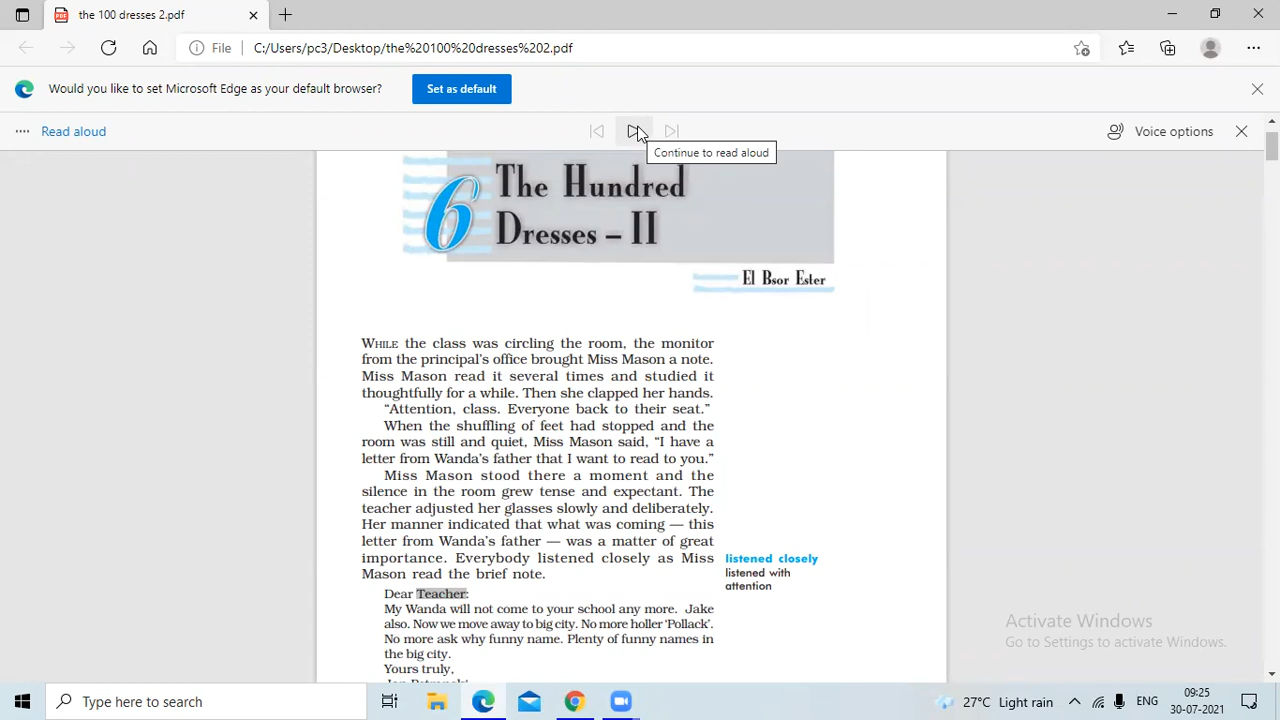 the 100 dresses 2.pdf
File C:/Users/pc3/Desktop/the%20100%20dresses%202.pdf
Would you like to set Microsoft Edge as your default browser? Set as default
Read aloud
Voice options
Continue to read aloud
6 The Hundred
Dresses – II
El Bsor Ester
WHILE the class was circling the room, the monitor
from the principal's office brought Miss Mason a note.
Miss Mason read it several times and studied it
thoughtfully for a while. Then she clapped her hands.
“Attention, class. Everyone back to their seat.”
When the shuffling of feet had stopped and the
room was still and quiet, Miss Mason said, “I have a
letter from Wanda's father that I want to read to you.”
Miss Mason stood there a moment and the
silence in the room grew tense and expectant. The
teacher adjusted her glasses slowly and deliberately.
Her manner indicated that what was coming — this
letter from Wanda's father — was a matter of great
importance. Everybody listened closely as Miss
Mason read the brief note.
listened closely
listened with
attention
Dear Teacher:
My Wanda will not come to your school any more. Jake
also. Now we move away to big city. No more holler ‘Pollack’.
No more ask why funny name. Plenty of funny names in
the big city.
Yours truly,
Activate Windows
Go to Settings to activate Windows.
Type here to search
27°C Light rain
ENG
09:25
30-07-2021